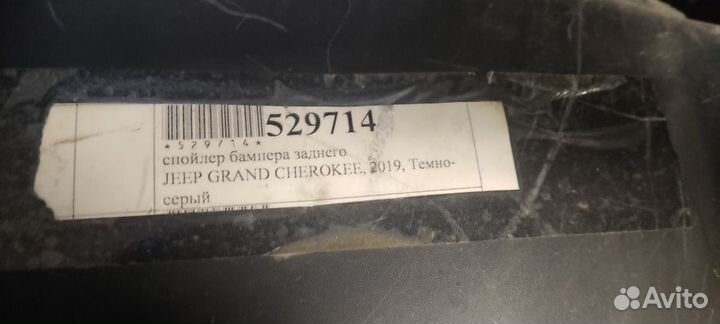 529714
*529714*
спойлер бампера заднего
JEEP GRAND CHEROKEE, 2019, Темно-
серый
Avito